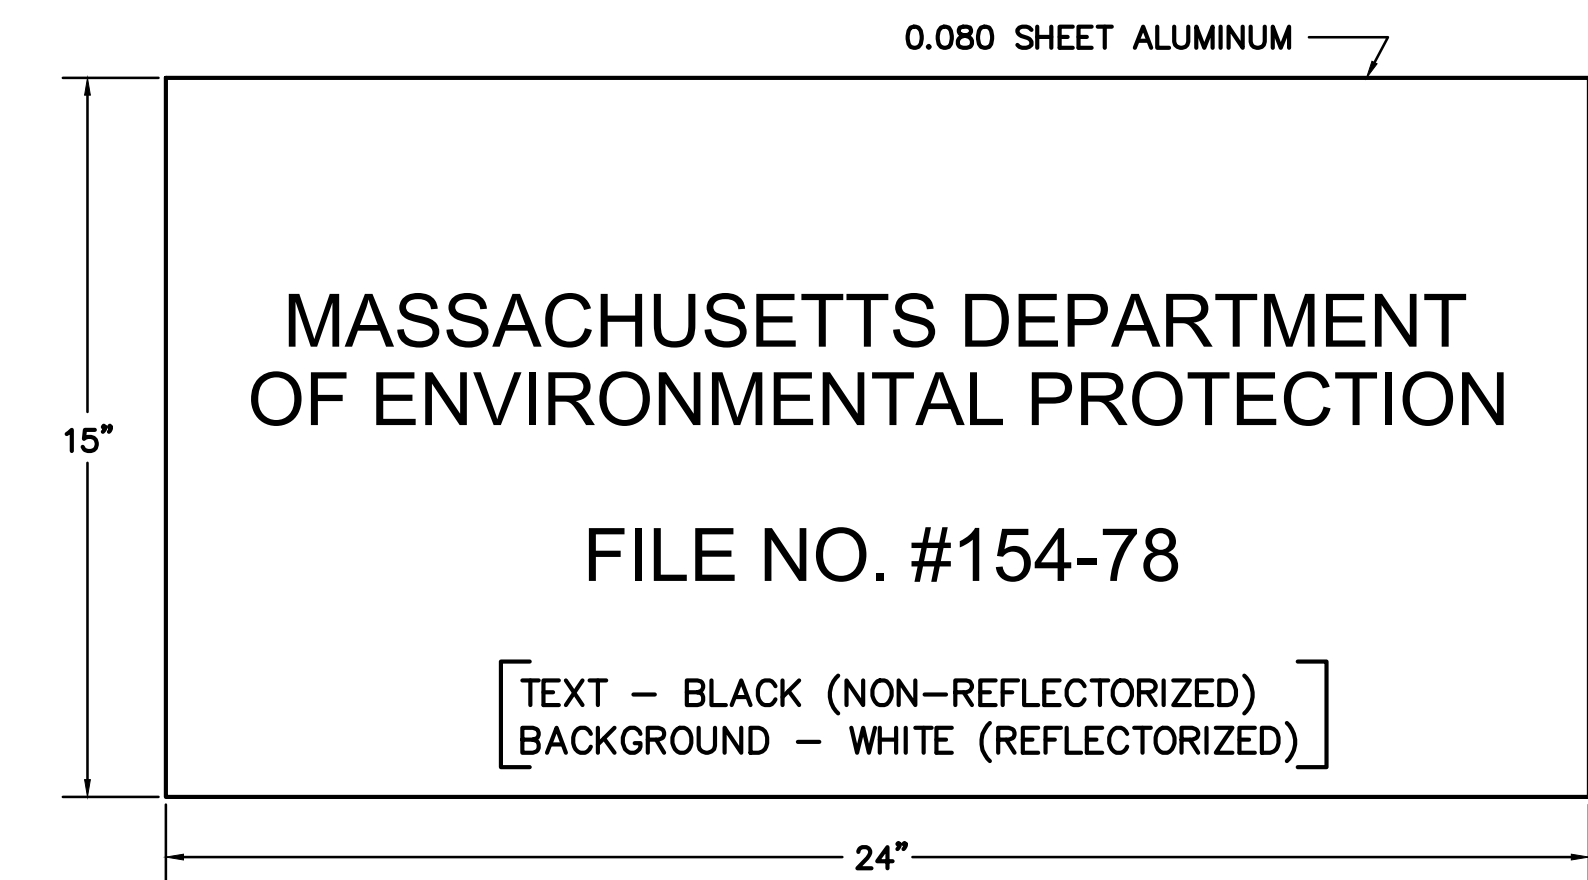 0.080 SHEET ALUMINUM
MASSACHUSETTS DEPARTMENT
OF ENVIRONMENTAL PROTECTION
15"
FILE NO. #154-78
TEXT - BLACK (NON-REFLECTORIZED)
BACKGROUND - WHITE (REFLECTORIZED)
24"